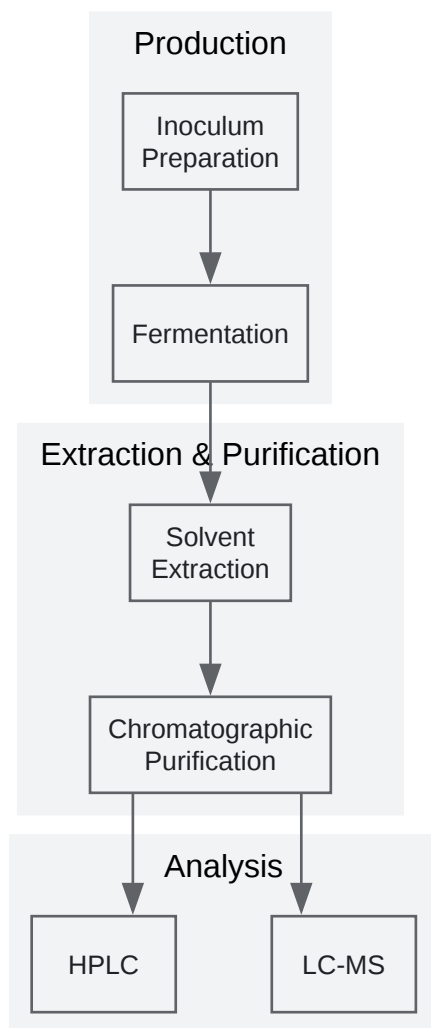 Production
Inoculum
Preparation
Fermentation
Extraction & Purification
Solvent
Extraction
Chromatographic
Purification
Analysis
HPLC
LC-MS